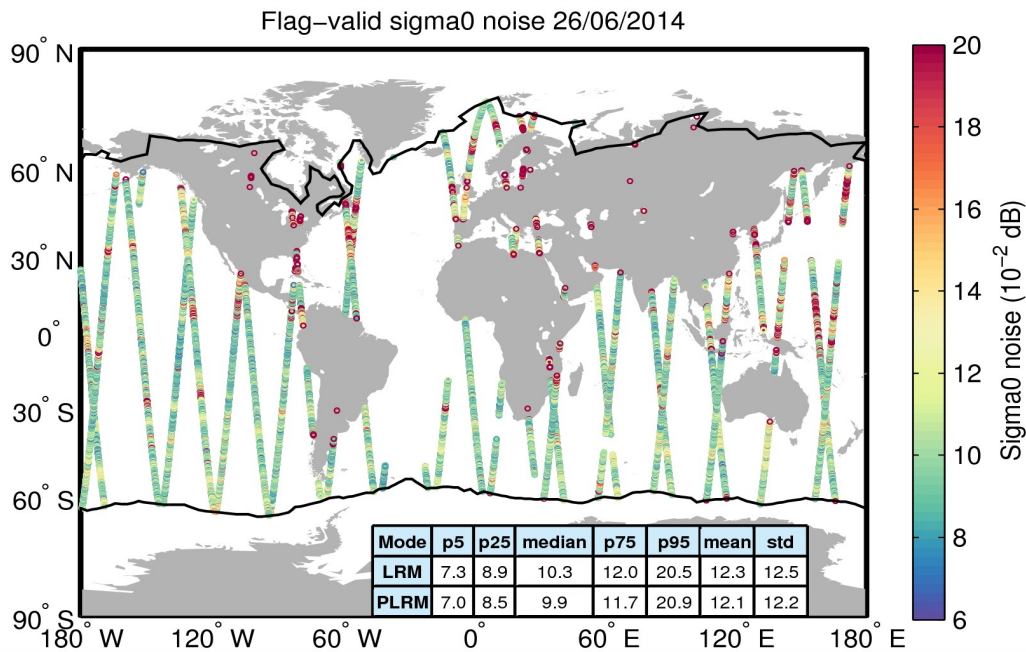 Flag−valid sigma0 noise 26/06/2014
90° N
60° N
30° N
0°
30° S
60° S
90° S
180° W
120° W
60° W
0°
60° E
120° E
180° E
Mode p5 p25 median p75 p95 mean std
LRM 7.3 8.9 10.3 12.0 20.5 12.3 12.5
PLRM 7.0 8.5 9.9 11.7 20.9 12.1 12.2
20
18
16
14
12
10
8
6
Sigma0 noise (10⁻² dB)